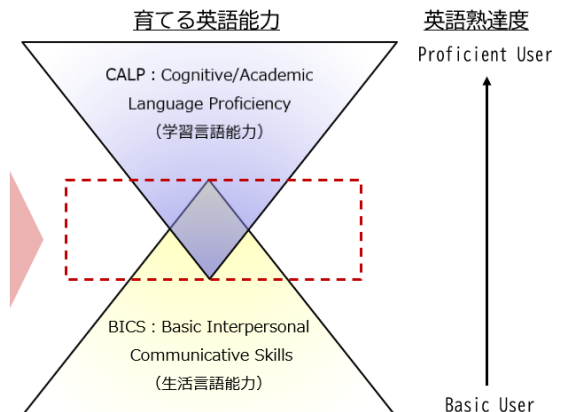 育てる英語能力
英語熟達度
Proficient User
CALP：Cognitive/Academic
Language Proficiency
（学習言語能力）
BICS：Basic Interpersonal
Communicative Skills
（生活言語能力）
Basic User